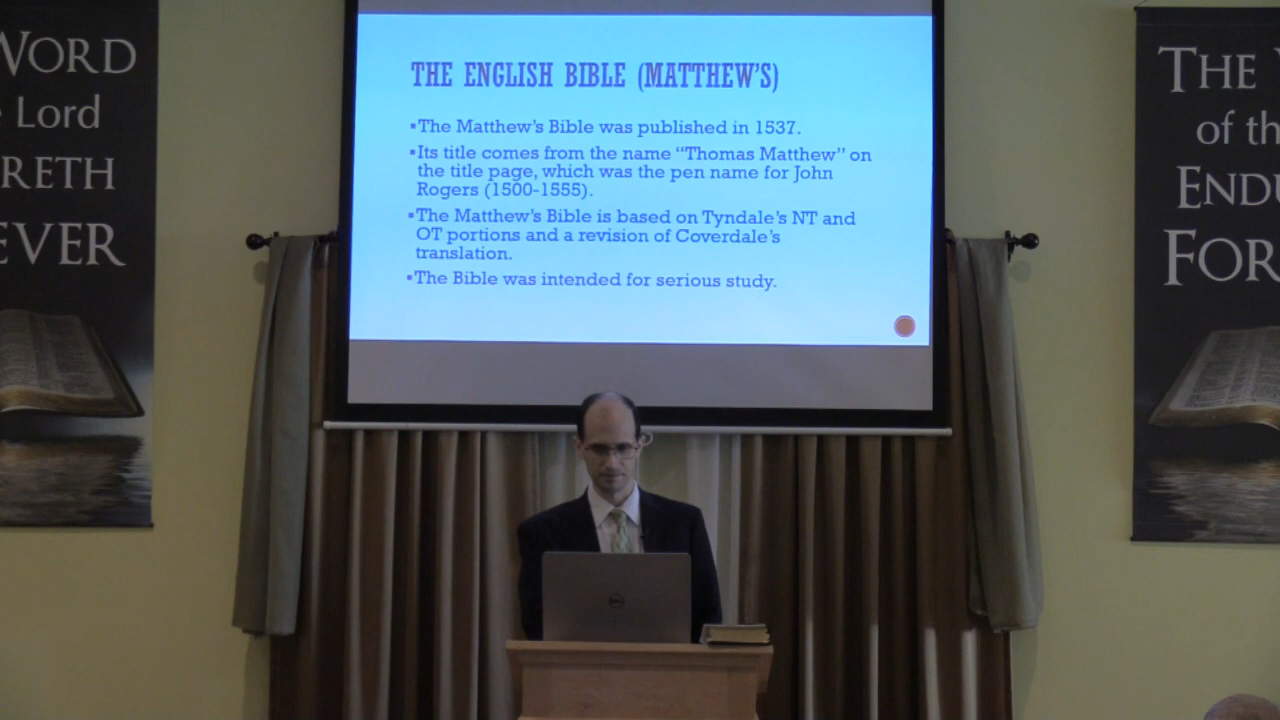 WORD
Lord
RETH
EVER
THE ENGLISH BIBLE (MATTHEW'S)
▪The Matthew's Bible was published in 1537.
▪Its title comes from the name “Thomas Matthew” on
the title page, which was the pen name for John
Rogers (1500-1555).
▪The Matthew's Bible is based on Tyndale's NT and
OT portions and a revision of Coverdale's
translation.
▪The Bible was intended for serious study.
THE
of th
ENDU
FOR
DELL